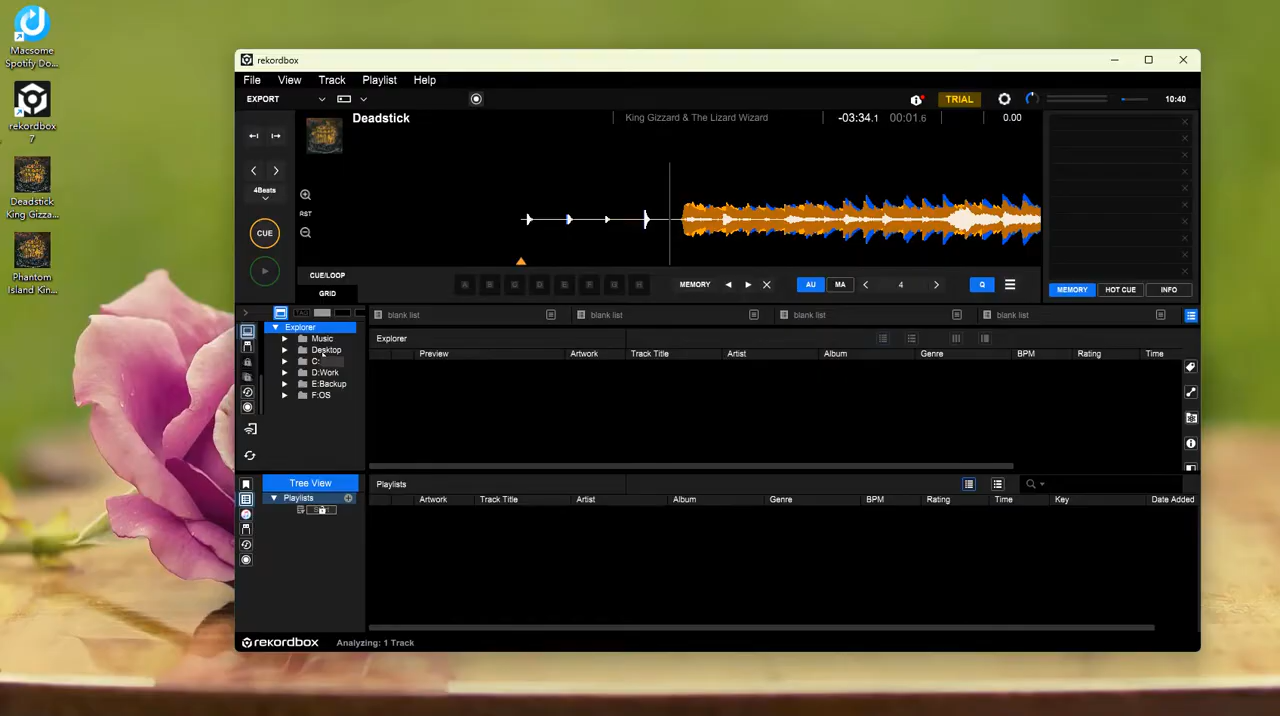 Macsome
Spotify Do...
rekordbox
7
Deadstick
King Gizza...
Phantom
Island Kin...
rekordbox
File View Track Playlist Help
EXPORT TRIAL 10:40
Deadstick King Gizzard & The Lizard Wizard -03:34.1 00:01.6 0.00
4Beats
RST
CUE
CUE/LOOP
GRID
A B C D E F G H MEMORY AU MA 4 Q MEMORY HOT CUE INFO
TAG
blank list blank list blank list blank list
Explorer
Music
Desktop
C:
D:Work
E:Backup
F:OS
Explorer
Preview Artwork Track Title Artist Album Genre BPM Rating Time
Tree View
Playlists
Playlists
Artwork Track Title Artist Album Genre BPM Rating Time Key Date Added
rekordbox Analyzing: 1 Track